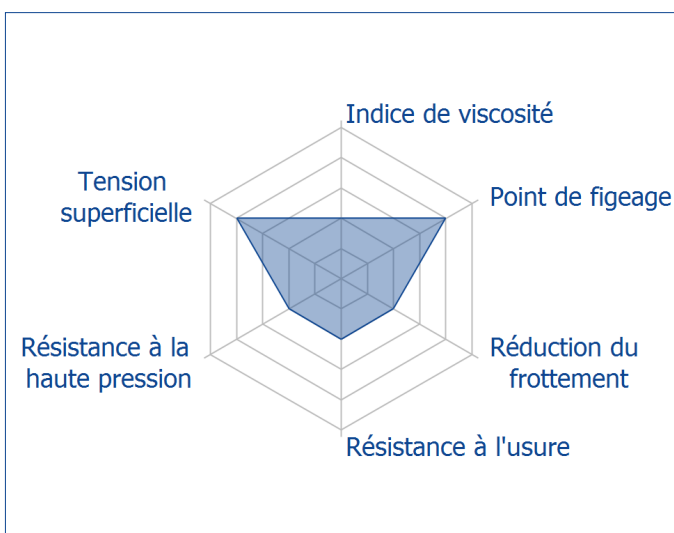 Indice de viscosité
Tension
superficielle
Point de figeage
Résistance à la
haute pression
Réduction du
frottement
Résistance à l'usure